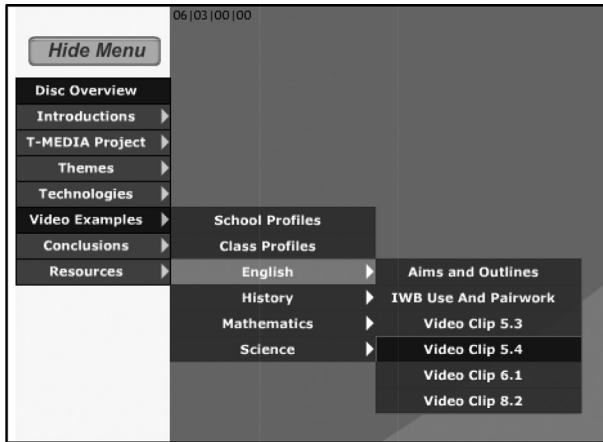 06|03|00|00
Hide Menu
Disc Overview
Introductions
T-MEDIA Project
Themes
Technologies
Video Examples
Conclusions
Resources
School Profiles
Class Profiles
English
History
Mathematics
Science
Aims and Outlines
IWB Use And Pairwork
Video Clip 5.3
Video Clip 5.4
Video Clip 6.1
Video Clip 8.2